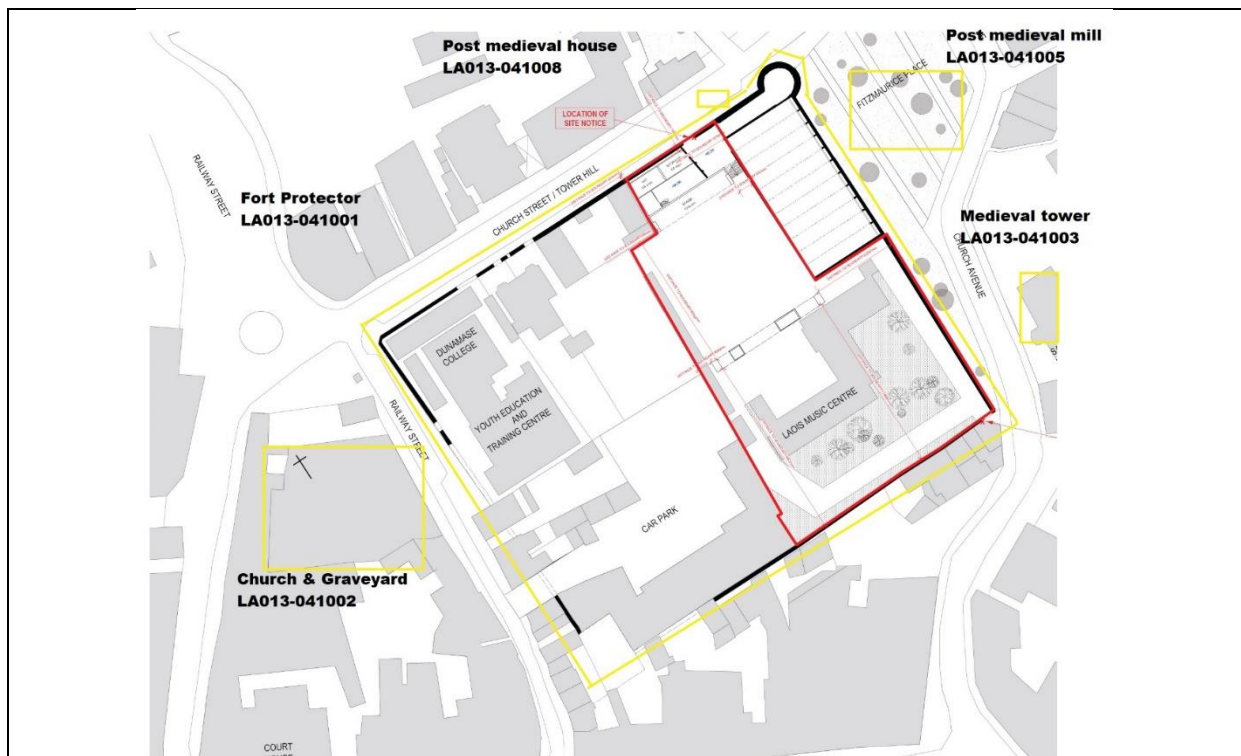 Post medieval house
LA013-041008
Post medieval mill
LA013-041005
FITZMAURICE PLACE
LOCATION OF
SITE NOTICE
RAILWAY STREET
CHURCH STREET / TOWER HILL
Fort Protector
LA013-041001
Medieval tower
LA013-041003
CHURCH AVENUE
DUNAMASE
COLLEGE
YOUTH EDUCATION
AND
TRAINING CENTRE
LAOIS MUSIC CENTRE
RAILWAY STREET
CAR PARK
Church & Graveyard
LA013-041002
COURT